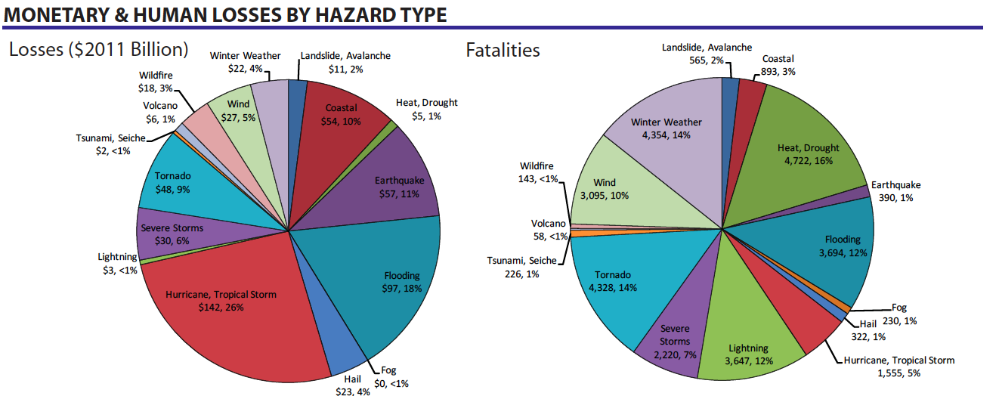 MONETARY & HUMAN LOSSES BY HAZARD TYPE
Losses ($2011 Billion)
Landslide, Avalanche
$11, 2%
Coastal
$54, 10%
Heat, Drought
$5, 1%
Earthquake
$57, 11%
Flooding
$97, 18%
Fog
$0, <1%
Hail
$23, 4%
Hurricane, Tropical Storm
$142, 26%
Lightning
$3, <1%
Severe Storms
$30, 6%
Tornado
$48, 9%
Tsunami, Seiche
$2, <1%
Volcano
$6, 1%
Wildfire
$18, 3%
Wind
$27, 5%
Winter Weather
$22, 4%
Fatalities
Landslide, Avalanche
565, 2%
Coastal
893, 3%
Heat, Drought
4,722, 16%
Earthquake
390, 1%
Flooding
3,694, 12%
Fog
230, 1%
Hail
322, 1%
Hurricane, Tropical Storm
1,555, 5%
Lightning
3,647, 12%
Severe
Storms
2,220, 7%
Tornado
4,328, 14%
Tsunami, Seiche
226, 1%
Volcano
58, <1%
Wildfire
143, <1%
Wind
3,095, 10%
Winter Weather
4,354, 14%